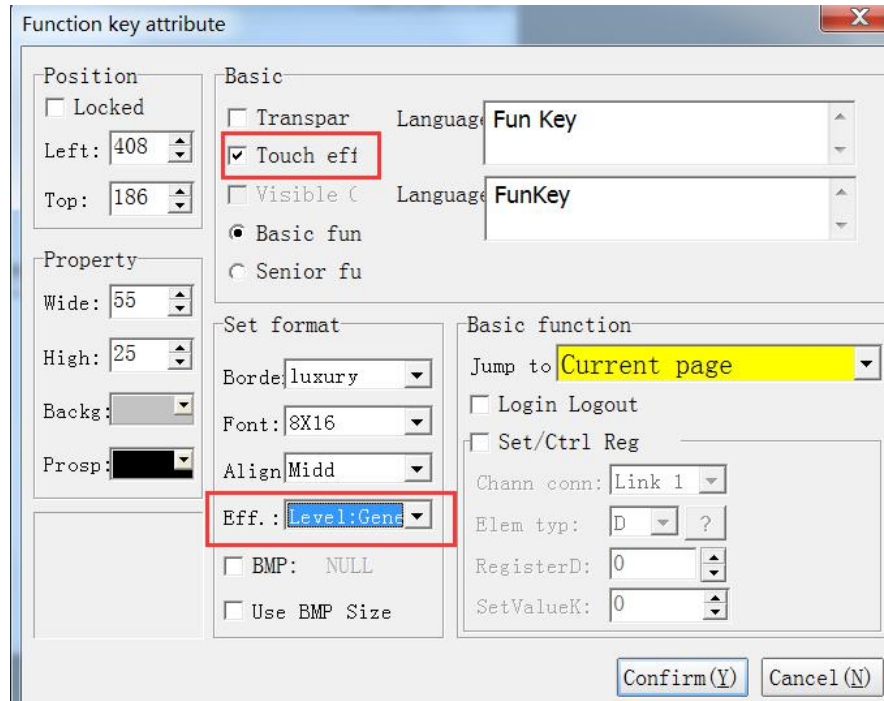 Function key attribute
Position
Locked
Left: 408
Top: 186
Property
Wide: 55
High: 25
Backg:
Prosp:
Basic
Transpar
Touch eff
Visible C
Basic fun
Senior fu
Language Fun Key
Language FunKey
Set format
Borde luxury
Font: 8X16
Align Midd
Eff.: Level:Gene
BMP: NULL
Use BMP Size
Basic function
Jump to Current page
Login Logout
Set/Ctrl Reg
Chann conn: Link 1
Elem typ: D ?
RegisterD: 0
SetValueK: 0
Confirm(Y) Cancel(N)